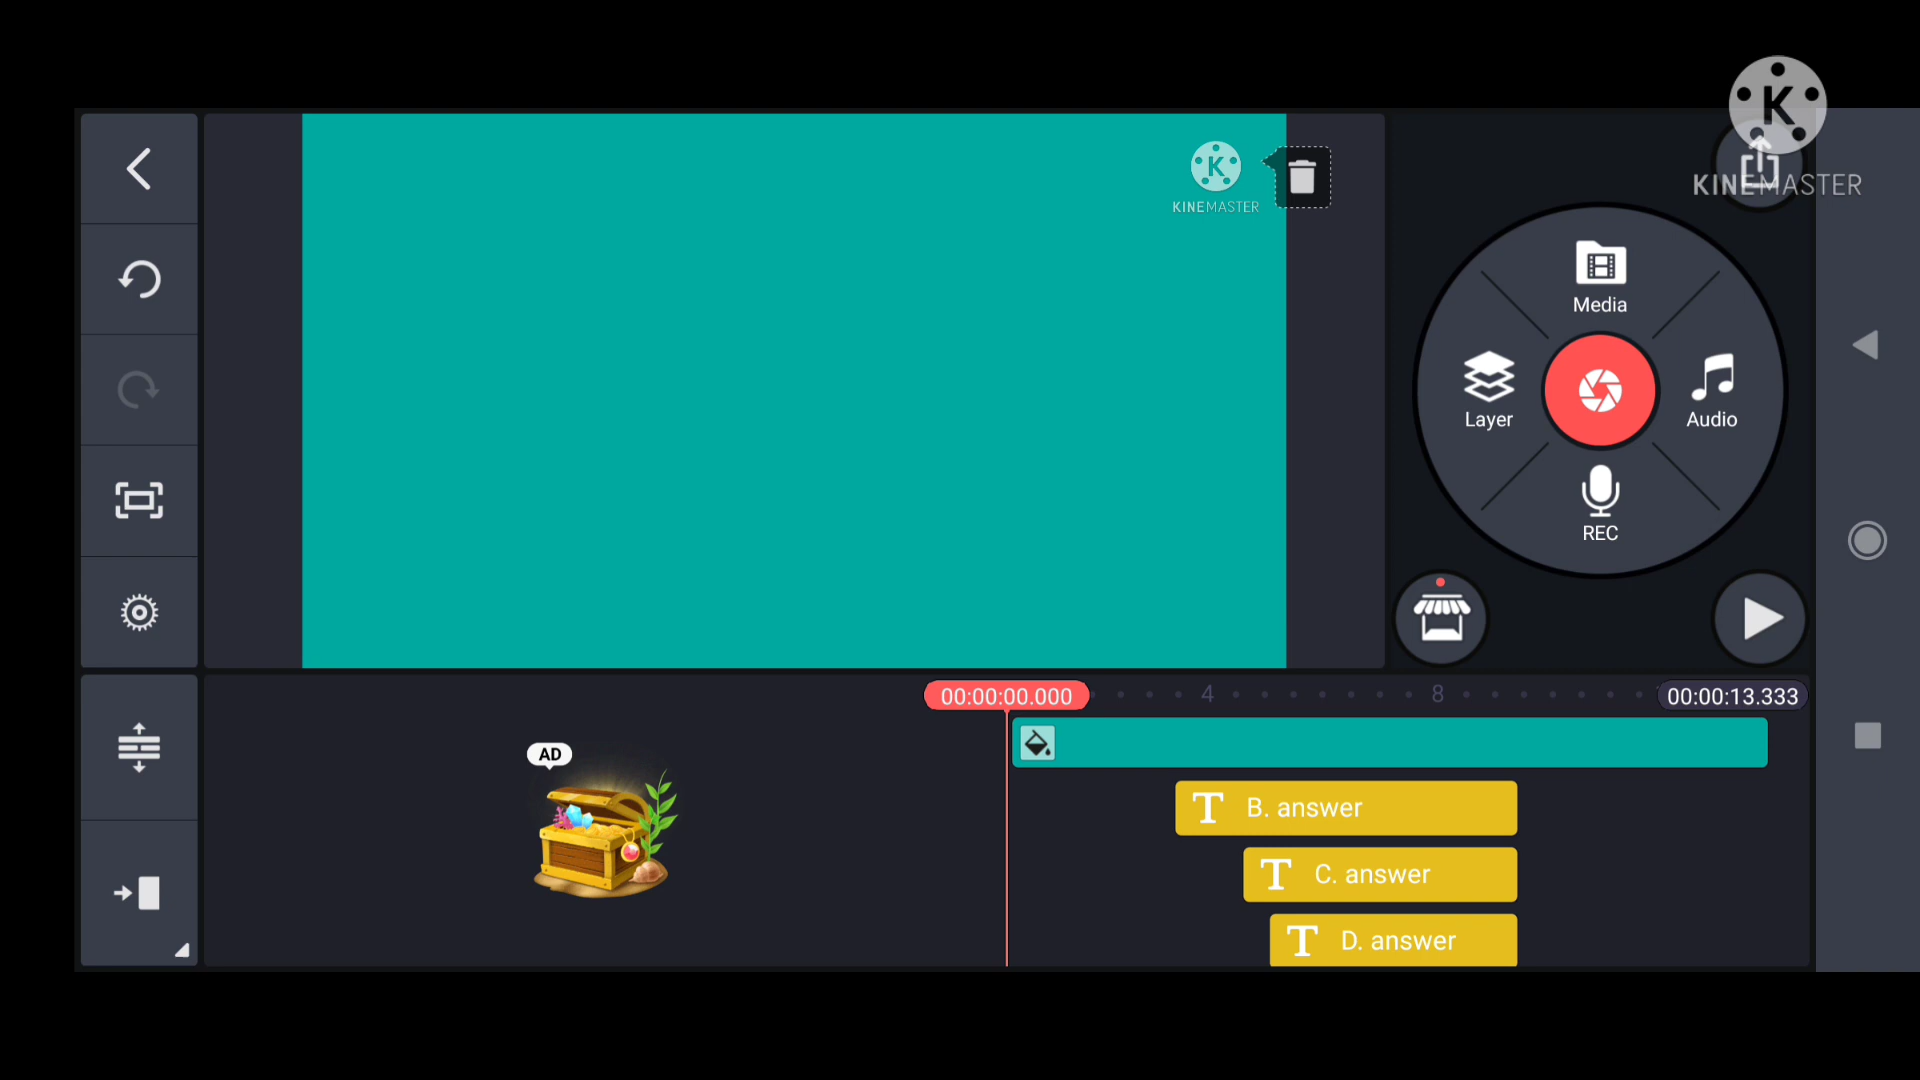 KINEMASTER
K
KINEMASTER
K
Media
Layer
Audio
REC
00:00:00.000
4
8
00:00:13.333
AD
T B. answer
T C. answer
T D. answer